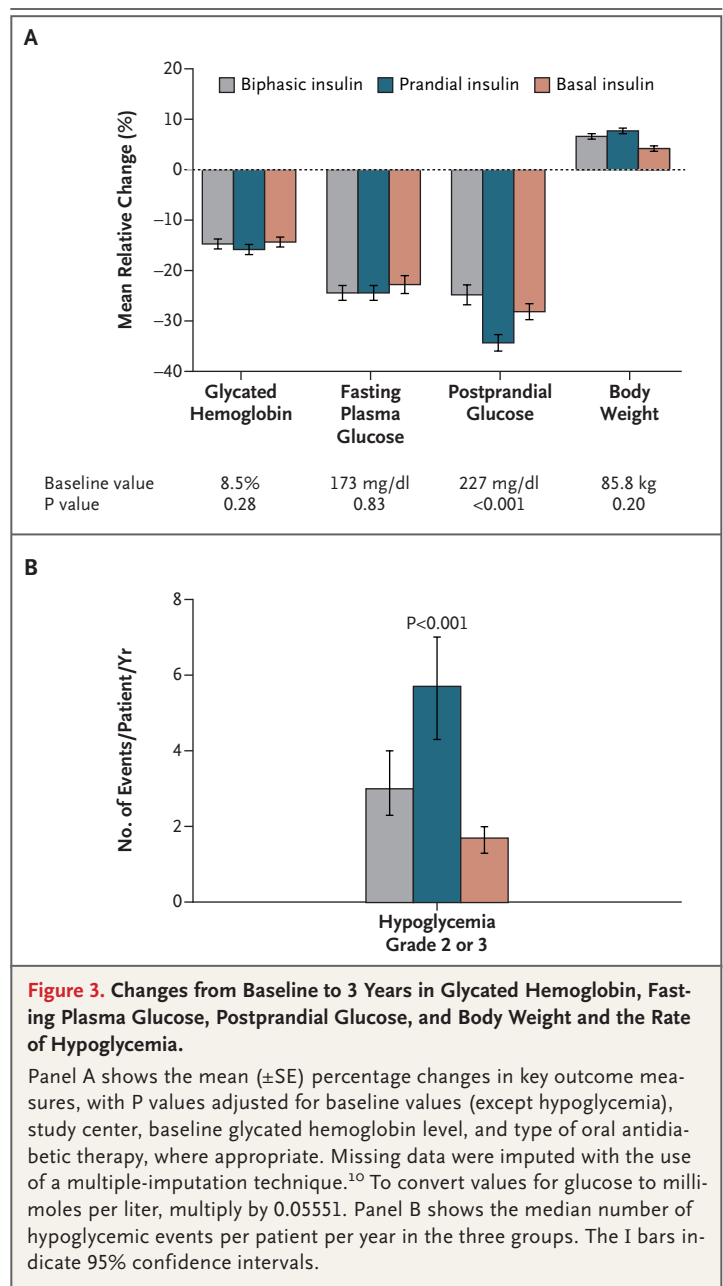 A
20
10
0
–10
–20
–30
–40
Mean Relative Change (%)
Biphasic insulin Prandial insulin Basal insulin
Glycated Hemoglobin
Fasting Plasma Glucose
Postprandial Glucose
Body Weight
Baseline value 8.5% 173 mg/dl 227 mg/dl 85.8 kg
P value 0.28 0.83 <0.001 0.20
B
8
6
4
2
0
No. of Events/Patient/Yr
P<0.001
Hypoglycemia
Grade 2 or 3
Figure 3. Changes from Baseline to 3 Years in Glycated Hemoglobin, Fast-
ing Plasma Glucose, Postprandial Glucose, and Body Weight and the Rate
of Hypoglycemia.
Panel A shows the mean (±SE) percentage changes in key outcome mea-
sures, with P values adjusted for baseline values (except hypoglycemia),
study center, baseline glycated hemoglobin level, and type of oral antidia-
betic therapy, where appropriate. Missing data were imputed with the use
of a multiple-imputation technique.10 To convert values for glucose to milli-
moles per liter, multiply by 0.05551. Panel B shows the median number of
hypoglycemic events per patient per year in the three groups. The I bars in-
dicate 95% confidence intervals.